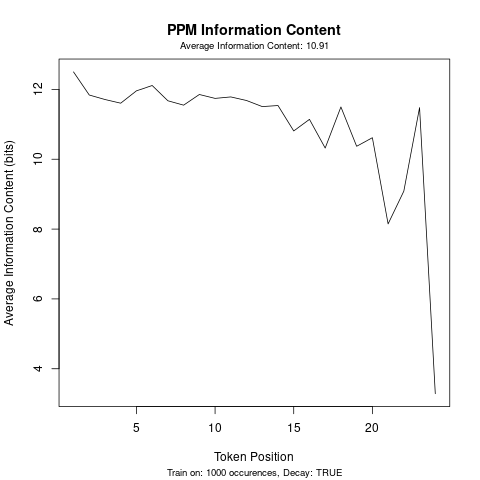 PPM Information Content
Average Information Content: 10.91
Average Information Content (bits)
12
10
8
6
4
5
10
15
20
Token Position
Train on: 1000 occurences, Decay: TRUE